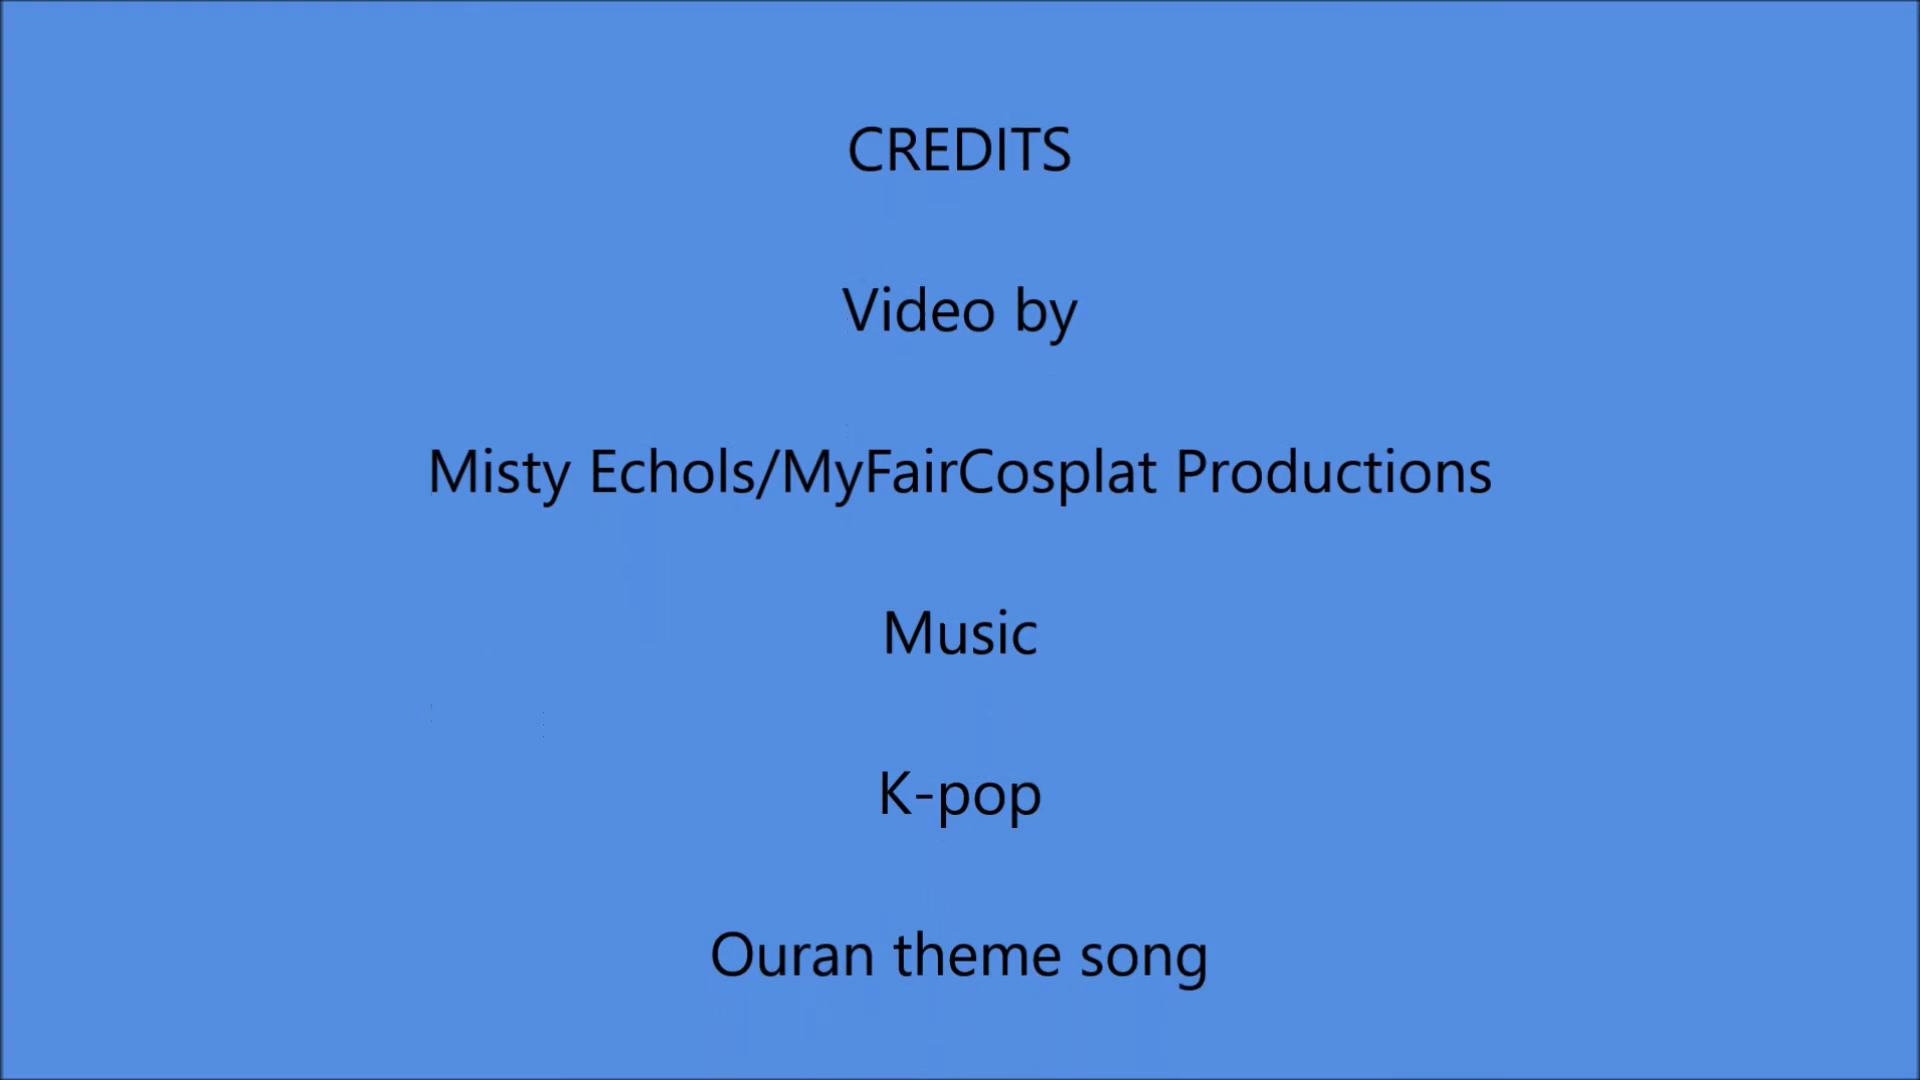 CREDITS
Video by
Misty Echols/MyFairCosplat Productions
Music
K-pop
Ouran theme song